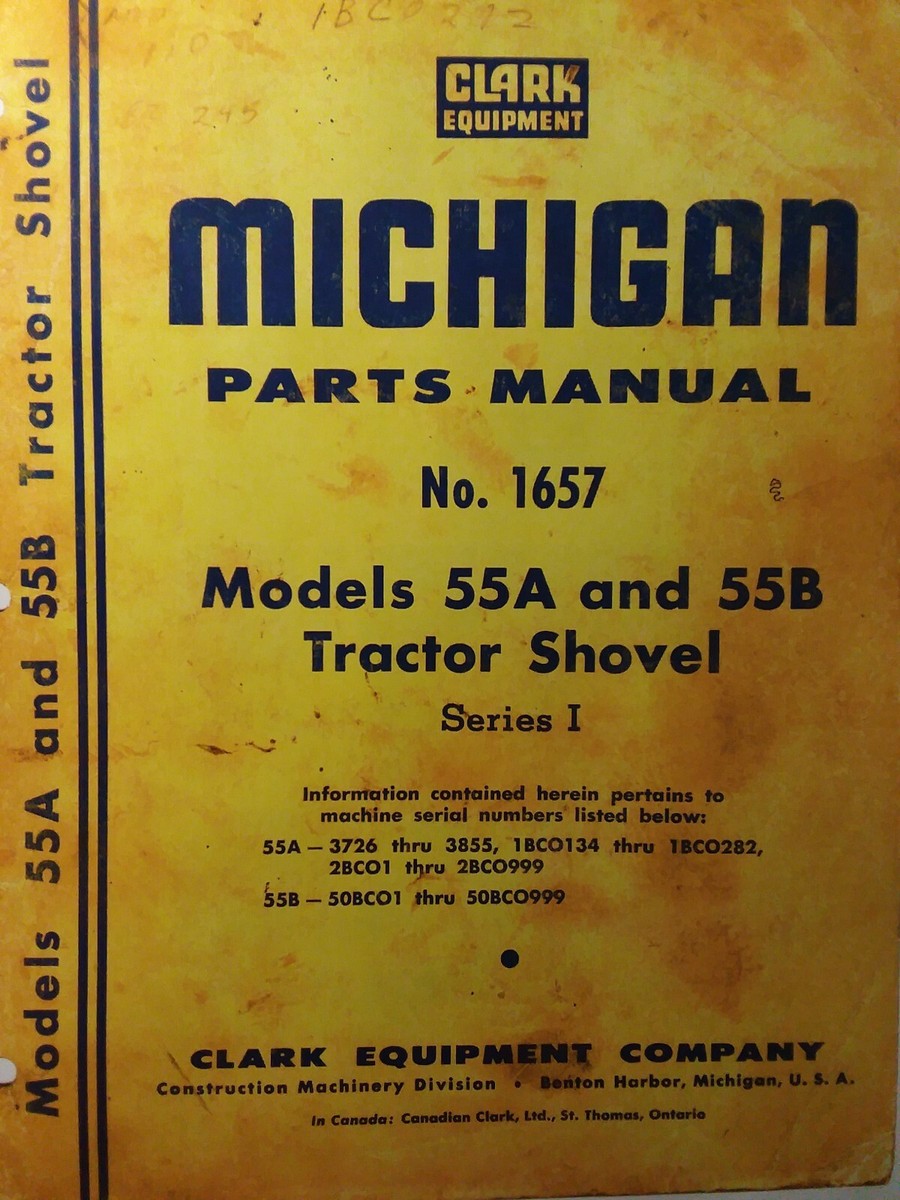 1BCO272
245
CLARK
EQUIPMENT
MICHIGAN
PARTS MANUAL
No. 1657
Models 55A and 55B
Tractor Shovel
Series I
Information contained herein pertains to
machine serial numbers listed below:
55A — 3726 thru 3855, 1BCO134 thru 1BCO282,
2BCO1 thru 2BCO999
55B — 50BCO1 thru 50BCO999
CLARK EQUIPMENT COMPANY
Construction Machinery Division • Benton Harbor, Michigan, U. S. A.
In Canada: Canadian Clark, Ltd., St. Thomas, Ontario
Models 55A and 55B Tractor Shovel